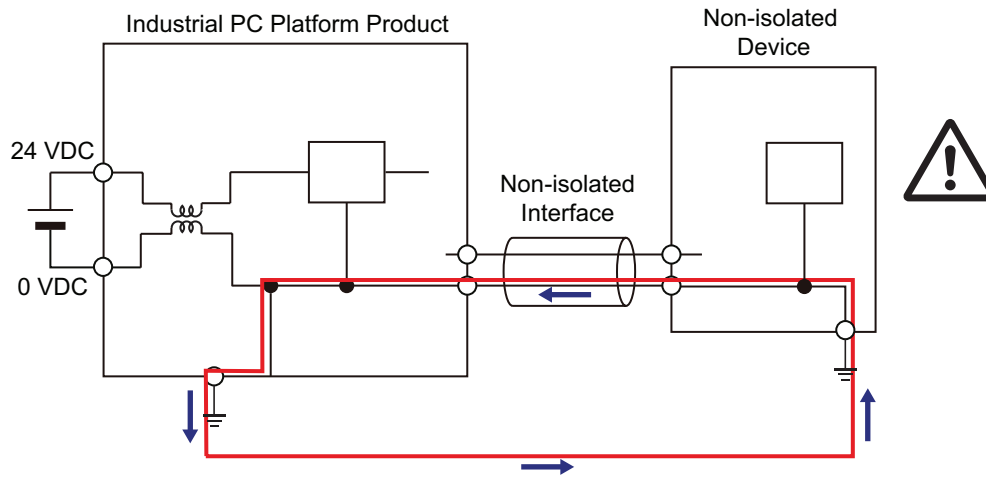 Industrial PC Platform Product
Non-isolated
Device
24 VDC
Non-isolated
Interface
0 VDC